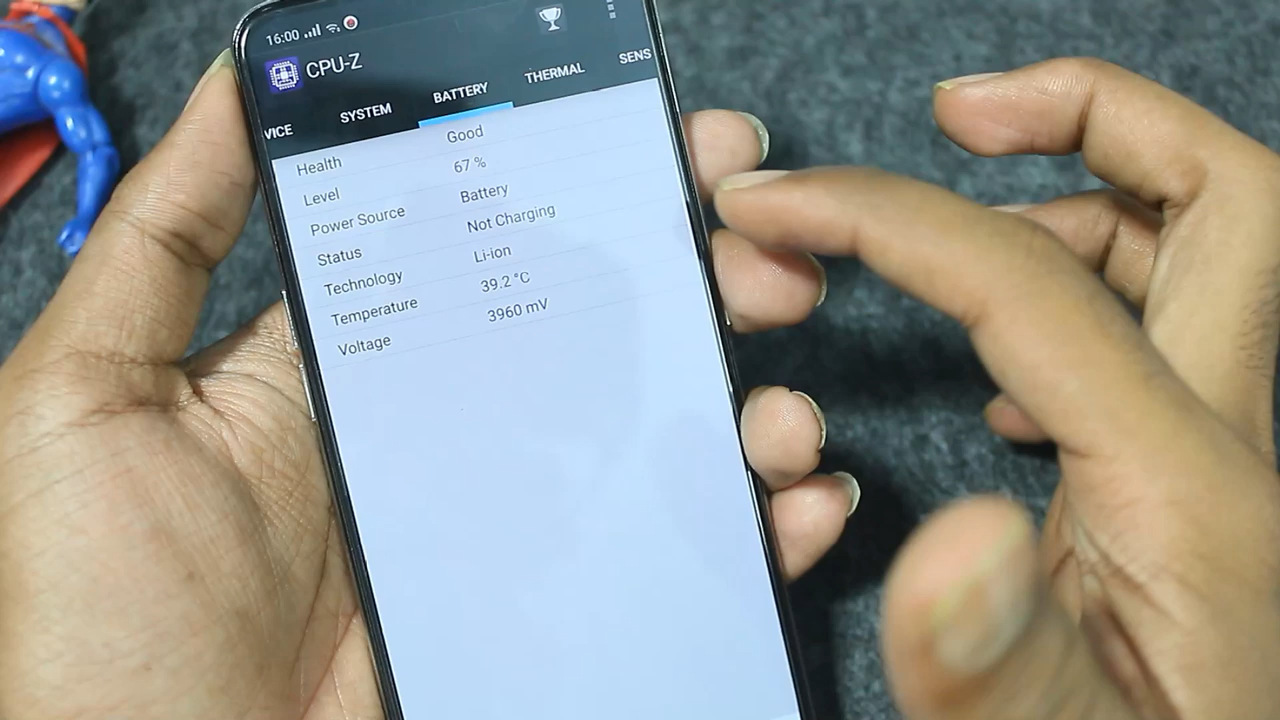 16:00
CPU-Z
VICE SYSTEM BATTERY THERMAL SENS
Health Good
Level 67 %
Power Source Battery
Status Not Charging
Technology Li-ion
Temperature 39.2 °C
Voltage 3960 mV